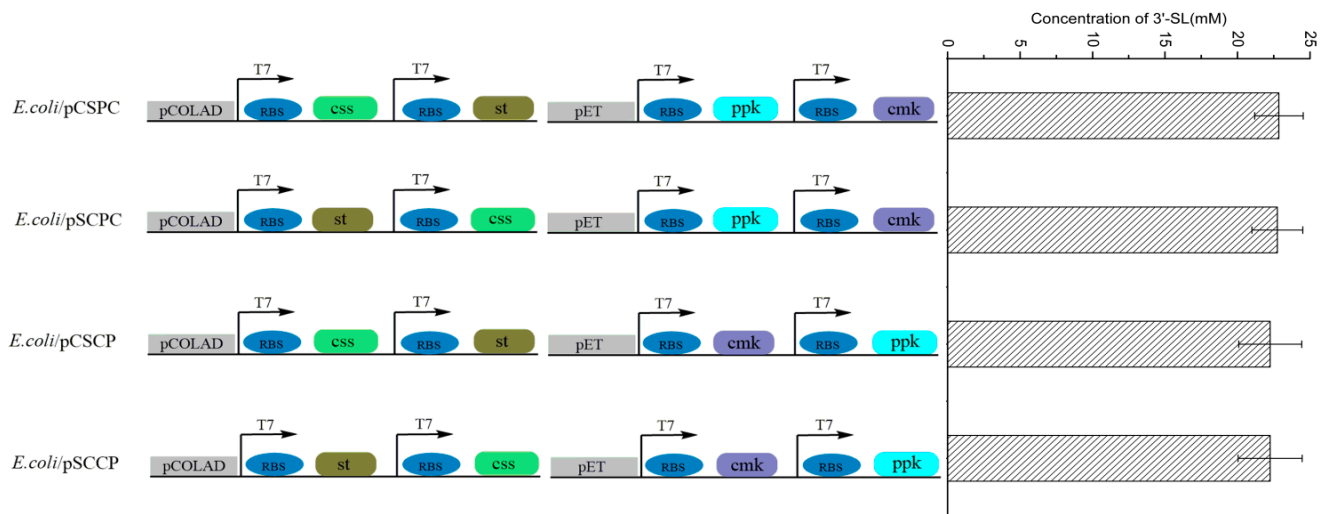 Concentration of 3'-SL(mM)
0 5 10 15 20 25
T7 T7 T7 T7
E.coli/pCSPC pCOLAD RBS css RBS st pET RBS ppk RBS cmk
T7 T7 T7 T7
E.coli/pSCPC pCOLAD RBS st RBS css pET RBS ppk RBS cmk
T7 T7 T7 T7
E.coli/pCSCP pCOLAD RBS css RBS st pET RBS cmk RBS ppk
T7 T7 T7 T7
E.coli/pSCCP pCOLAD RBS st RBS css pET RBS cmk RBS ppk